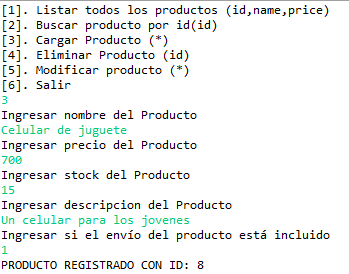 [1]. Listar todos los productos (id,name,price)
[2]. Buscar producto por id(id)
[3]. Cargar Producto (*)
[4]. Eliminar Producto (id)
[5]. Modificar producto (*)
[6]. Salir
3
Ingresar nombre del Producto
Celular de juguete
Ingresar precio del Producto
700
Ingresar stock del Producto
15
Ingresar descripcion del Producto
Un celular para los jovenes
Ingresar si el envío del producto está incluido
1
PRODUCTO REGISTRADO CON ID: 8